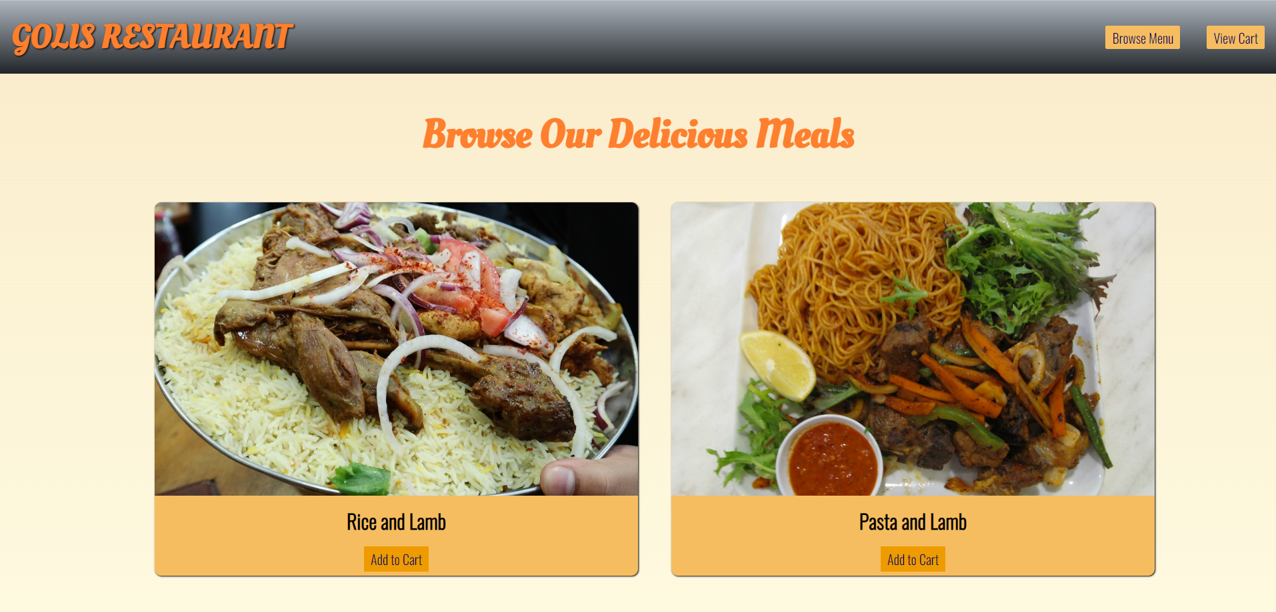 GOLIS RESTAURANT
Browse Menu
View Cart
Browse Our Delicious Meals
Rice and Lamb
Add to Cart
Pasta and Lamb
Add to Cart